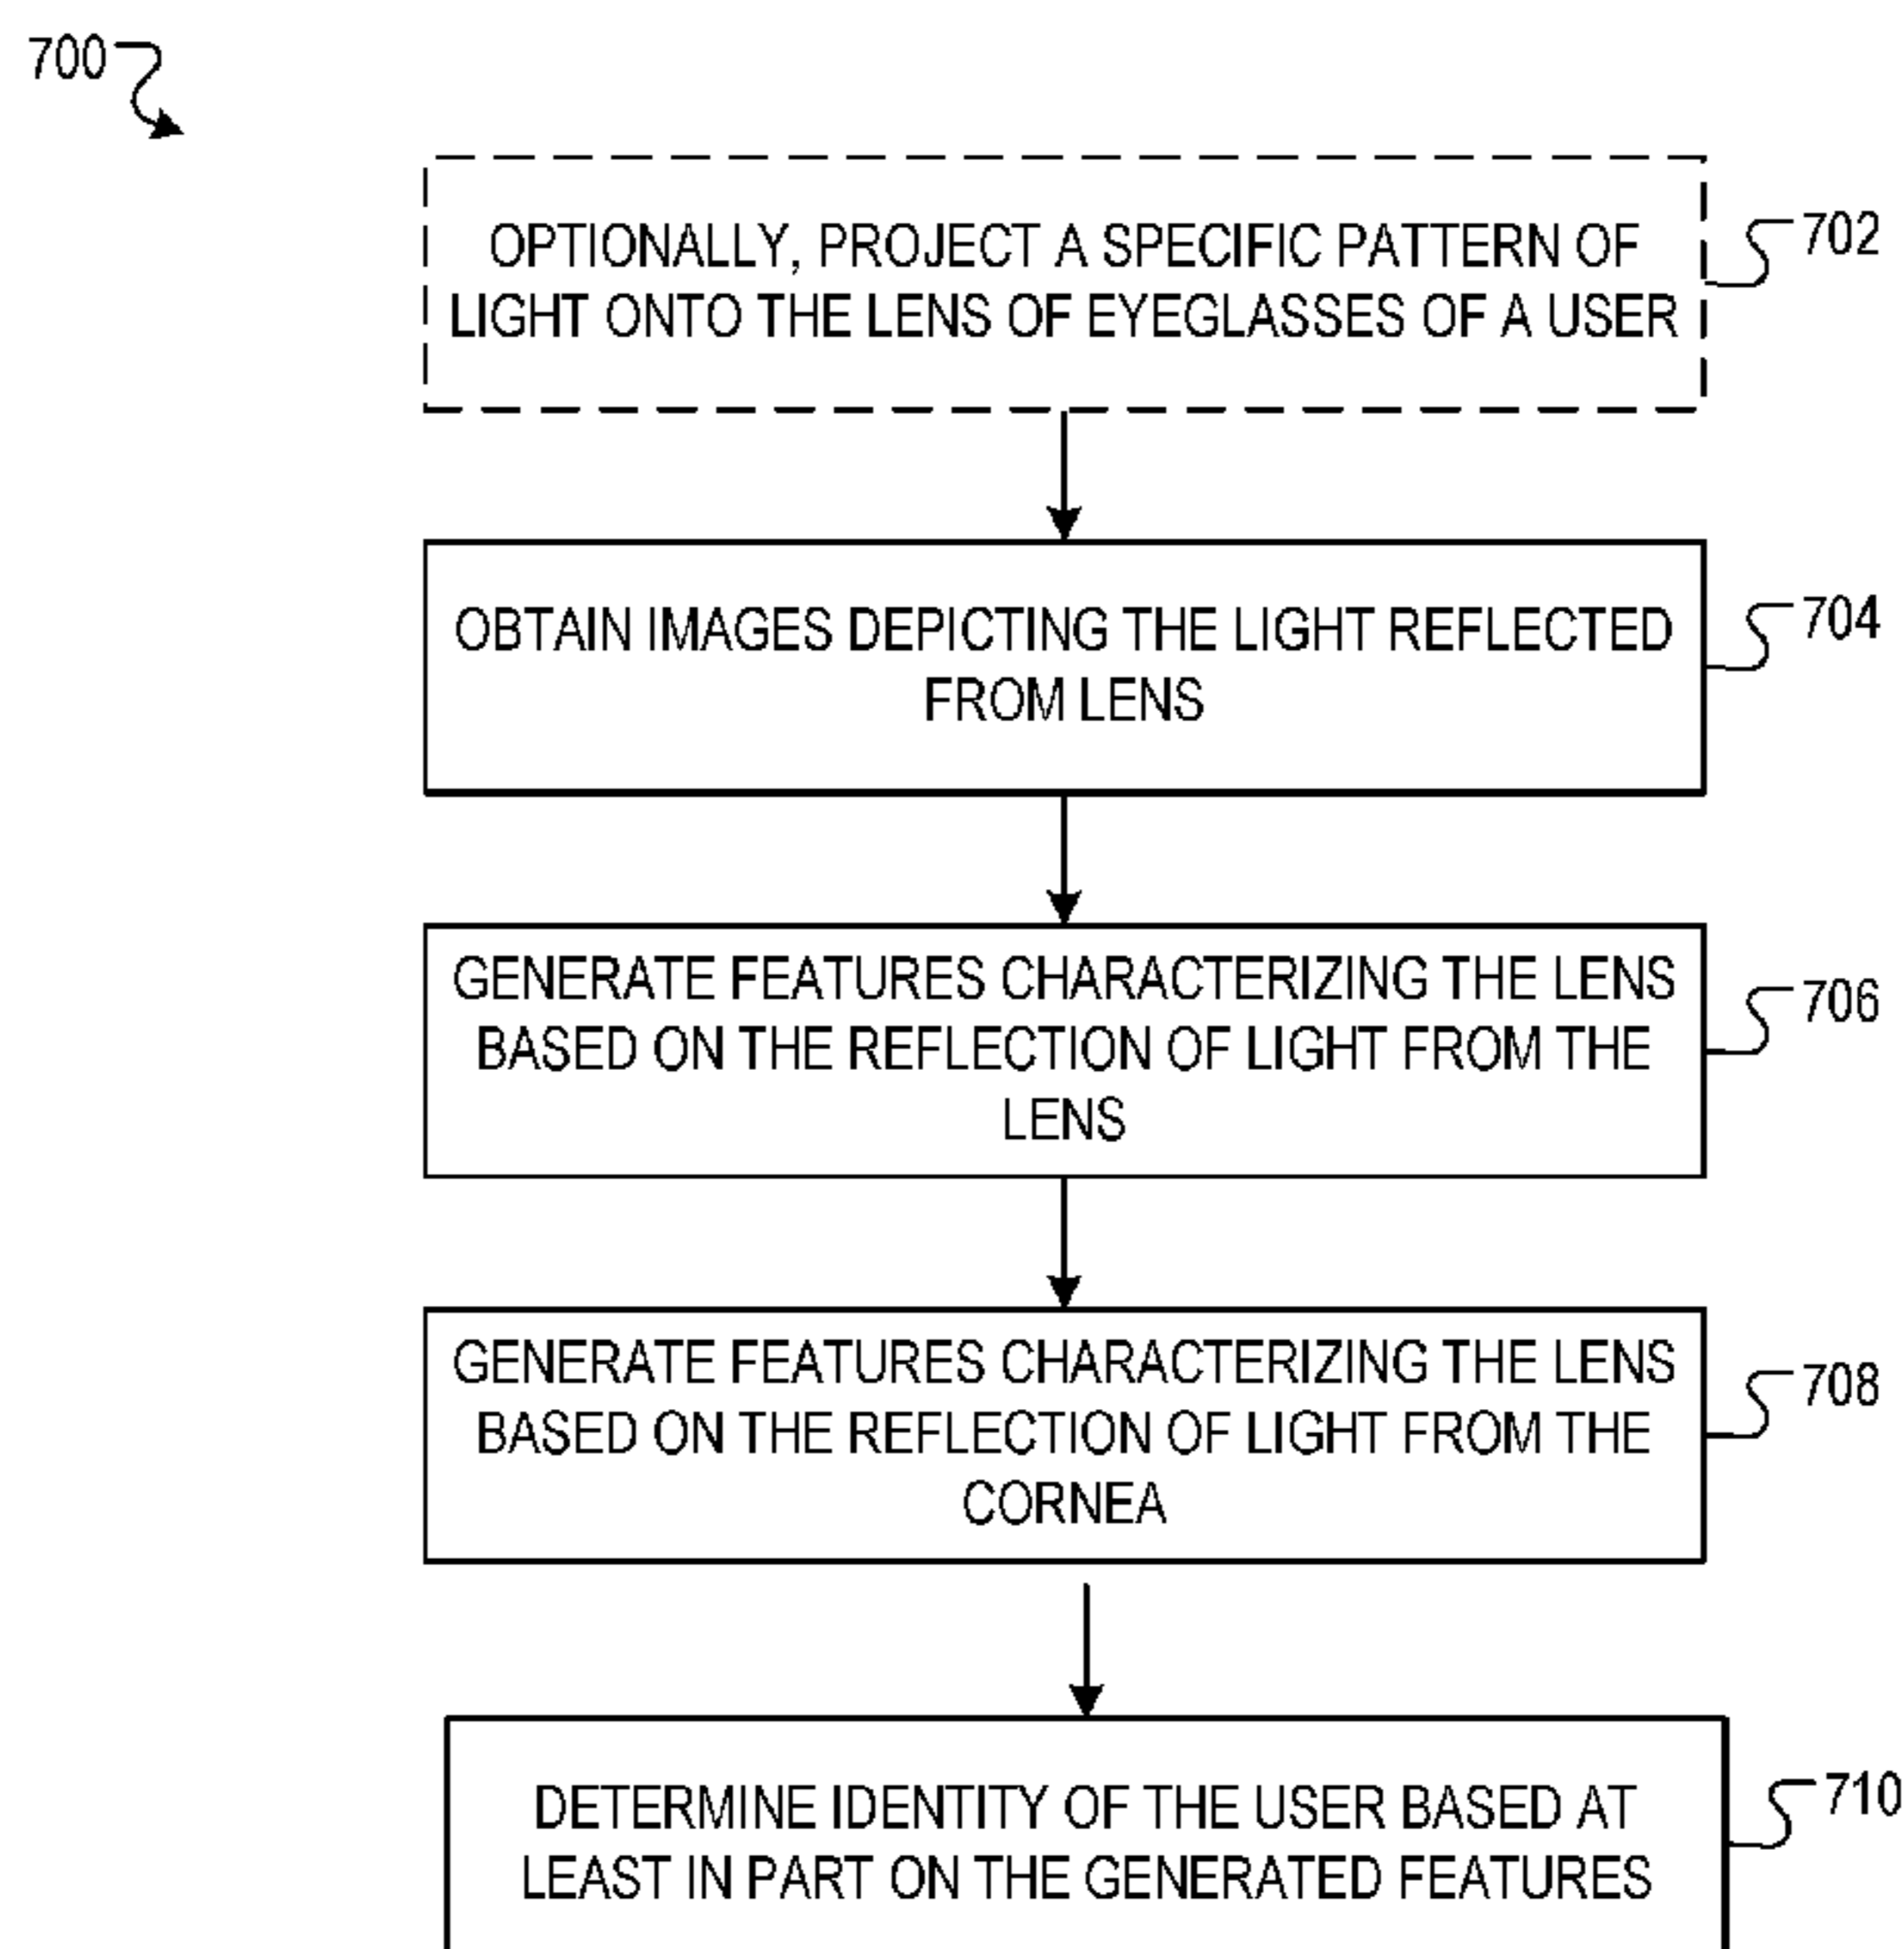 700
OPTIONALLY, PROJECT A SPECIFIC PATTERN OF
LIGHT ONTO THE LENS OF EYEGLASSES OF A USER
702
OBTAIN IMAGES DEPICTING THE LIGHT REFLECTED
FROM LENS
704
GENERATE FEATURES CHARACTERIZING THE LENS
BASED ON THE REFLECTION OF LIGHT FROM THE
LENS
706
GENERATE FEATURES CHARACTERIZING THE LENS
BASED ON THE REFLECTION OF LIGHT FROM THE
CORNEA
708
DETERMINE IDENTITY OF THE USER BASED AT
LEAST IN PART ON THE GENERATED FEATURES
710